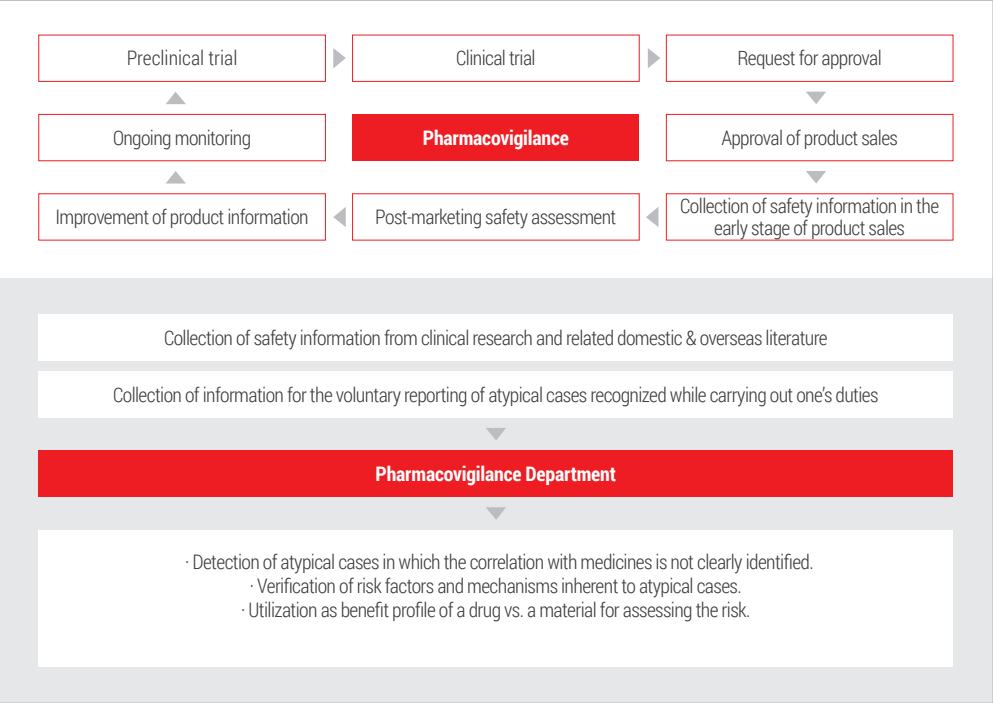 Preclinical trial
Clinical trial
Request for approval
Ongoing monitoring
Pharmacovigilance
Approval of product sales
Improvement of product information
Post-marketing safety assessment
Collection of safety information in the
early stage of product sales
Collection of safety information from clinical research and related domestic & overseas literature
Collection of information for the voluntary reporting of atypical cases recognized while carrying out one's duties
Pharmacovigilance Department
· Detection of atypical cases in which the correlation with medicines is not clearly identified.
· Verification of risk factors and mechanisms inherent to atypical cases.
· Utilization as benefit profile of a drug vs. a material for assessing the risk.